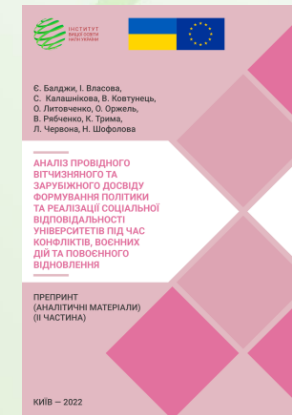 ІНСТИТУТ
ВИЩОЇ ОСВІТИ
НАПН УКРАЇНИ
Є. Балджи, І. Власова,
С. Калашнікова, В. Ковтунець,
О. Литовченко, О. Оржель,
В. Рябченко, К. Трима,
Л. Червона, Н. Шофолова
АНАЛІЗ ПРОВІДНОГО
ВІТЧИЗНЯНОГО ТА
ЗАРУБІЖНОГО ДОСВІДУ
ФОРМУВАННЯ ПОЛІТИКИ
ТА РЕАЛІЗАЦІЇ СОЦІАЛЬНОЇ
ВІДПОВІДАЛЬНОСТІ
УНІВЕРСИТЕТІВ ПІД ЧАС
КОНФЛІКТІВ, ВОЄННИХ
ДІЙ ТА ПОВОЄННОГО
ВІДНОВЛЕННЯ
ПРЕПРИНТ
(АНАЛІТИЧНІ МАТЕРІАЛИ)
(ІІ ЧАСТИНА)
КИЇВ — 2022